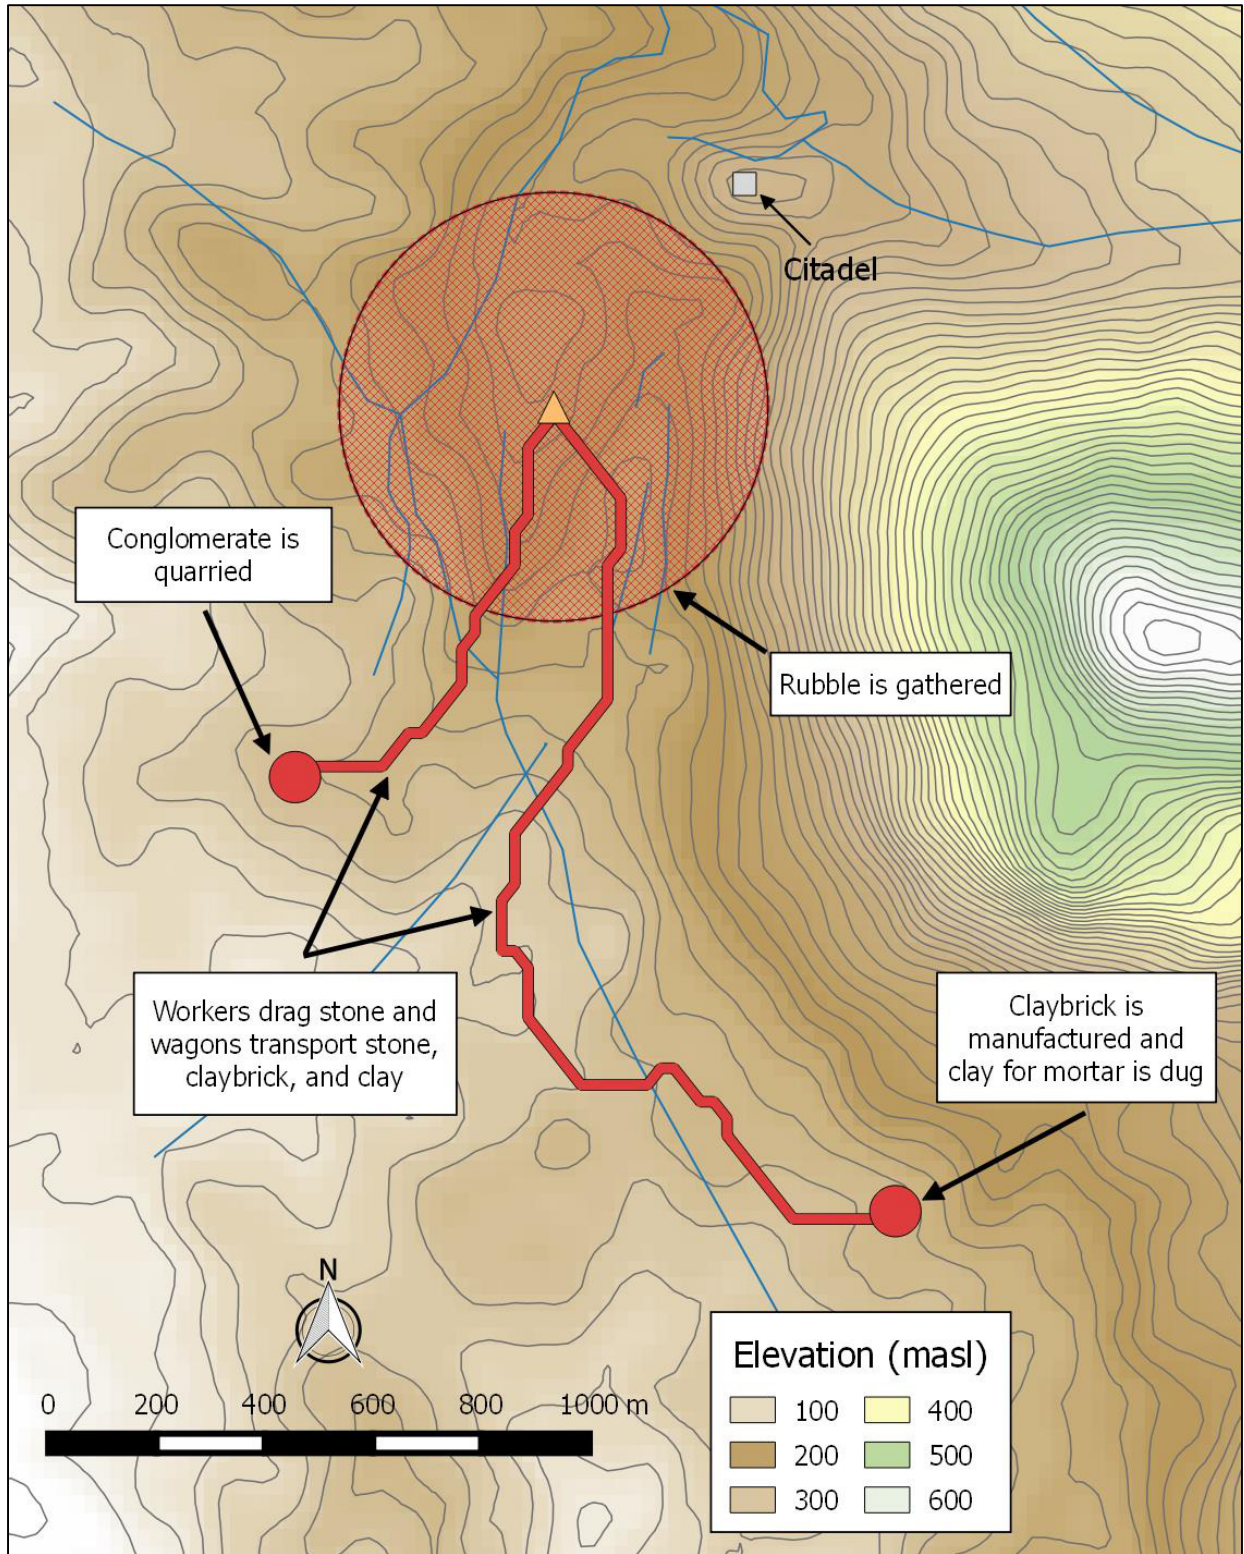 Citadel
Conglomerate is
quarried
Rubble is gathered
Workers drag stone and
wagons transport stone,
claybrick, and clay
Claybrick is
manufactured and
clay for mortar is dug
N
0 200 400 600 800 1000 m
Elevation (masl)
100 400
200 500
300 600